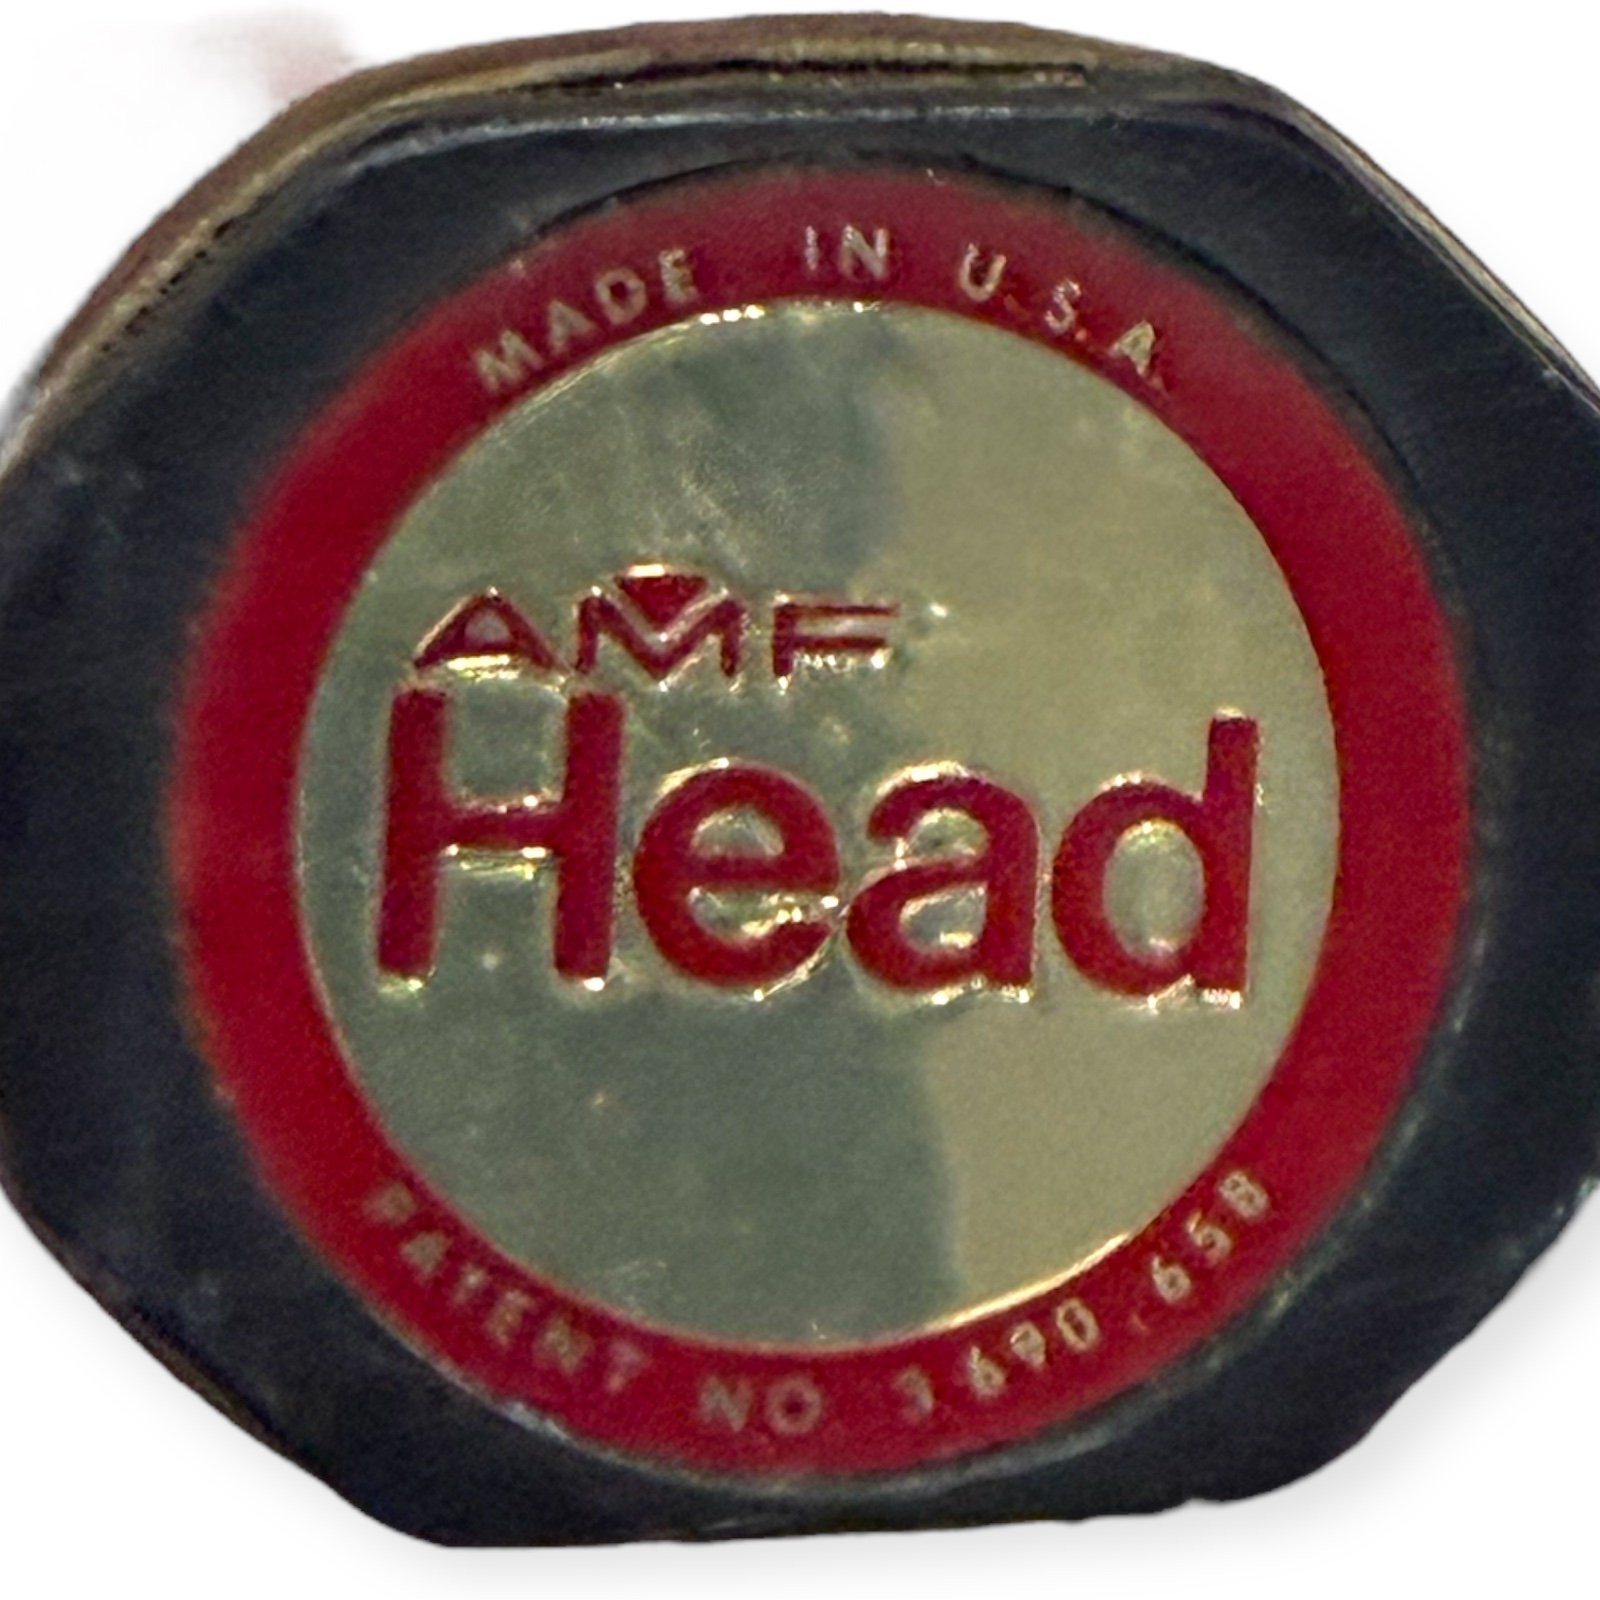 MADE IN U.S.A.
AMF
Head
PATENT NO 3 690 658